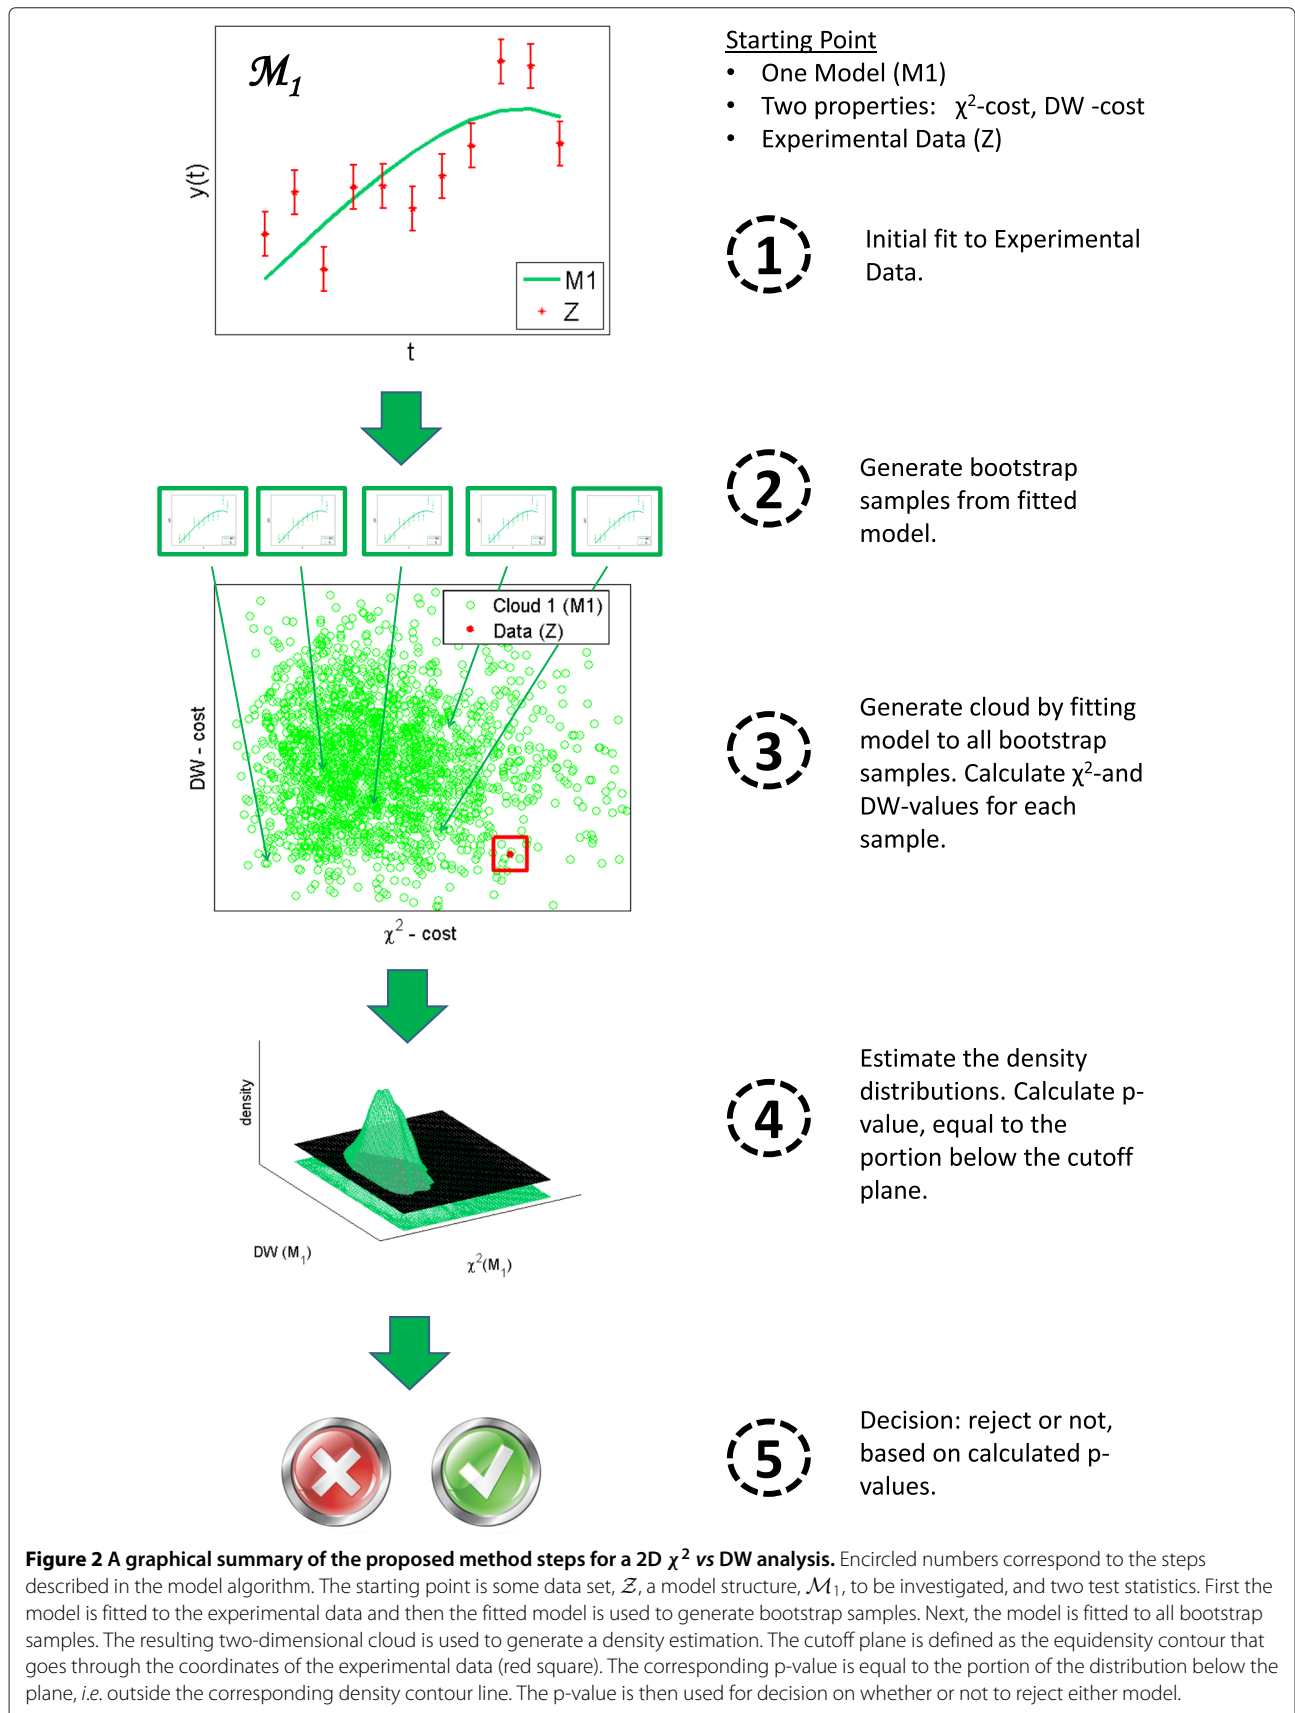 M1
y(t)
M1
Z
t
Starting Point
• One Model (M1)
• Two properties: χ²-cost, DW -cost
• Experimental Data (Z)
1
Initial fit to Experimental
Data.
2
Generate bootstrap
samples from fitted
model.
Cloud 1 (M1)
Data (Z)
DW - cost
χ² - cost
3
Generate cloud by fitting
model to all bootstrap
samples. Calculate χ²-and
DW-values for each
sample.
density
DW (M₁)
χ²(M₁)
4
Estimate the density
distributions. Calculate p-
value, equal to the
portion below the cutoff
plane.
5
Decision: reject or not,
based on calculated p-
values.
Figure 2 A graphical summary of the proposed method steps for a 2D χ² vs DW analysis. Encircled numbers correspond to the steps
described in the model algorithm. The starting point is some data set, 𝒵, a model structure, ℳ₁, to be investigated, and two test statistics. First the
model is fitted to the experimental data and then the fitted model is used to generate bootstrap samples. Next, the model is fitted to all bootstrap
samples. The resulting two-dimensional cloud is used to generate a density estimation. The cutoff plane is defined as the equidensity contour that
goes through the coordinates of the experimental data (red square). The corresponding p-value is equal to the portion of the distribution below the
plane, i.e. outside the corresponding density contour line. The p-value is then used for decision on whether or not to reject either model.